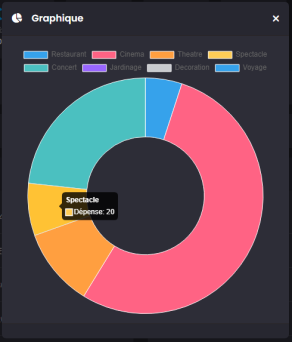 Graphique ×
Restaurant Cinema Theatre Spectacle
Concert Jardinage Decoration Voyage
Spectacle
Dépense: 20